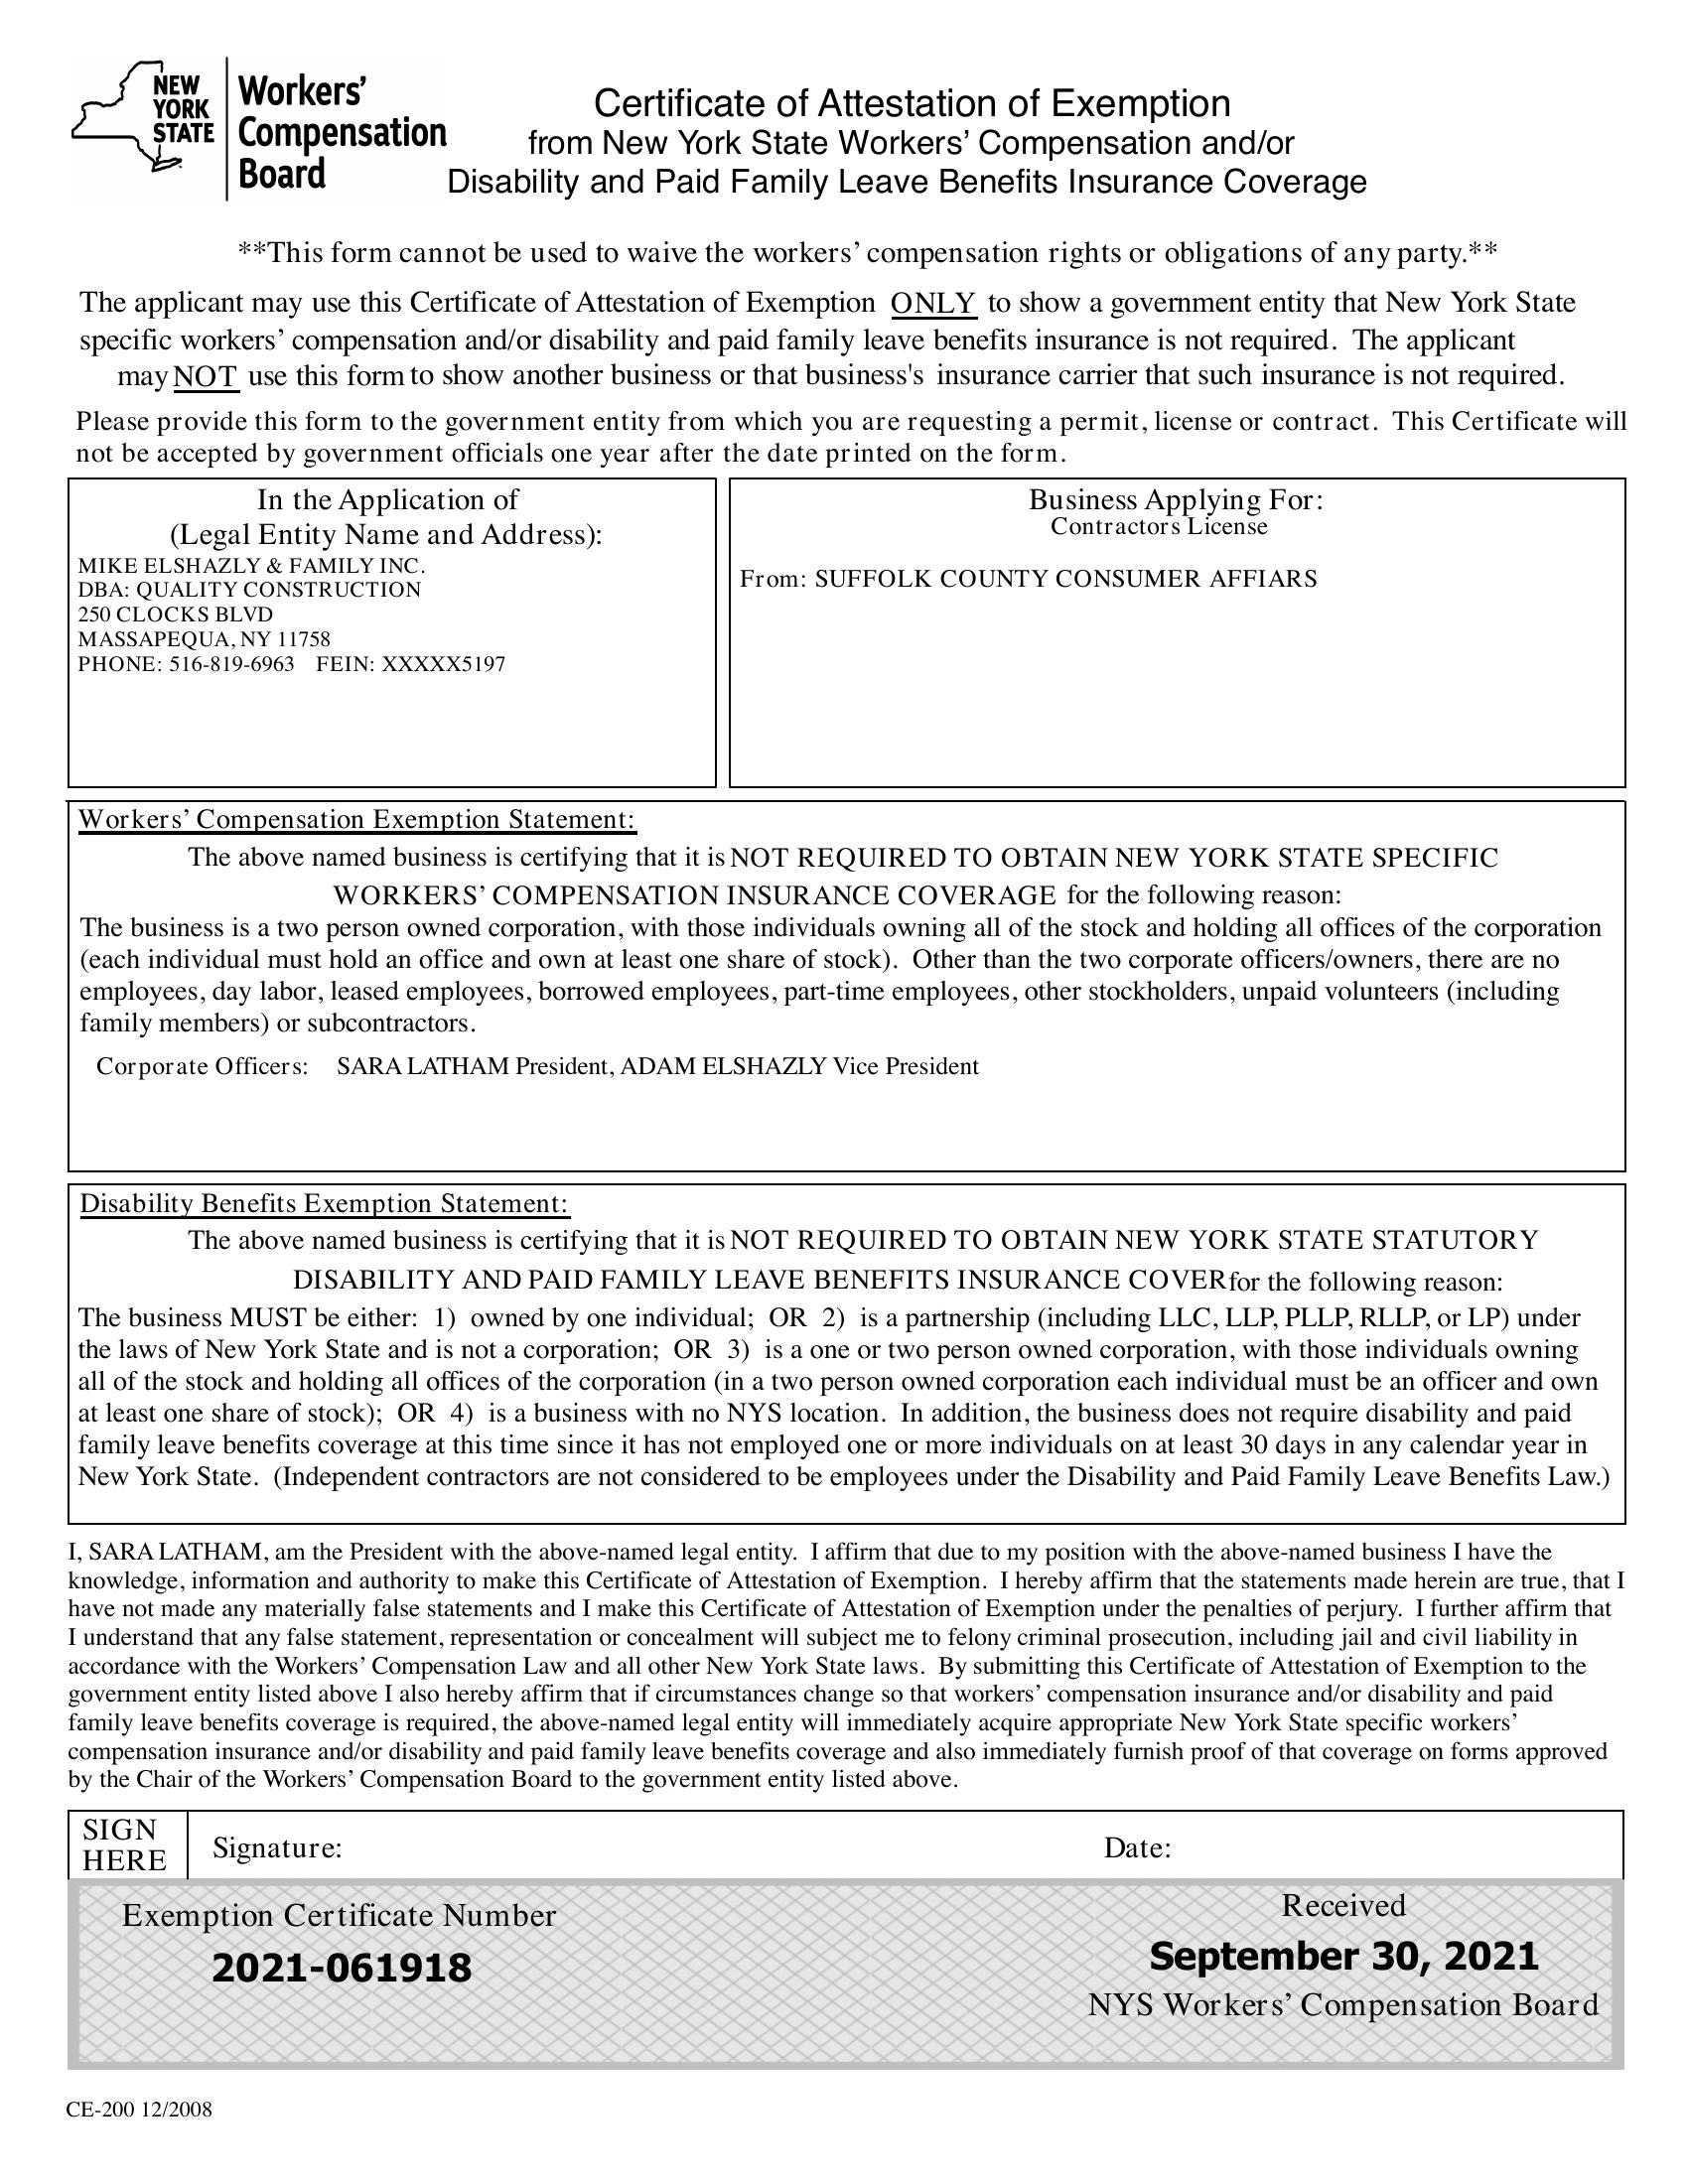 NEW
YORK
STATE
Workers’
Compensation
Board
Certificate of Attestation of Exemption
from New York State Workers’ Compensation and/or
Disability and Paid Family Leave Benefits Insurance Coverage
**This form cannot be used to waive the workers’ compensation rights or obligations of any party.**
The applicant may use this Certificate of Attestation of Exemption ONLY to show a government entity that New York State
specific workers’ compensation and/or disability and paid family leave benefits insurance is not required. The applicant
may NOT use this form to show another business or that business's insurance carrier that such insurance is not required.
Please provide this form to the government entity from which you are requesting a permit, license or contract. This Certificate will
not be accepted by government officials one year after the date printed on the form.
In the Application of
(Legal Entity Name and Address):
MIKE ELSHAZLY & FAMILY INC.
DBA: QUALITY CONSTRUCTION
250 CLOCKS BLVD
MASSAPEQUA, NY 11758
PHONE: 516-819-6963 FEIN: XXXXX5197
Business Applying For:
Contractors License
From: SUFFOLK COUNTY CONSUMER AFFIARS
Workers’ Compensation Exemption Statement:
The above named business is certifying that it is NOT REQUIRED TO OBTAIN NEW YORK STATE SPECIFIC
WORKERS’ COMPENSATION INSURANCE COVERAGE for the following reason:
The business is a two person owned corporation, with those individuals owning all of the stock and holding all offices of the corporation
(each individual must hold an office and own at least one share of stock). Other than the two corporate officers/owners, there are no
employees, day labor, leased employees, borrowed employees, part-time employees, other stockholders, unpaid volunteers (including
family members) or subcontractors.
Corporate Officers: SARA LATHAM President, ADAM ELSHAZLY Vice President
Disability Benefits Exemption Statement:
The above named business is certifying that it is NOT REQUIRED TO OBTAIN NEW YORK STATE STATUTORY
DISABILITY AND PAID FAMILY LEAVE BENEFITS INSURANCE COVER for the following reason:
The business MUST be either: 1) owned by one individual; OR 2) is a partnership (including LLC, LLP, PLLP, RLLP, or LP) under
the laws of New York State and is not a corporation; OR 3) is a one or two person owned corporation, with those individuals owning
all of the stock and holding all offices of the corporation (in a two person owned corporation each individual must be an officer and own
at least one share of stock); OR 4) is a business with no NYS location. In addition, the business does not require disability and paid
family leave benefits coverage at this time since it has not employed one or more individuals on at least 30 days in any calendar year in
New York State. (Independent contractors are not considered to be employees under the Disability and Paid Family Leave Benefits Law.)
I, SARA LATHAM, am the President with the above-named legal entity. I affirm that due to my position with the above-named business I have the
knowledge, information and authority to make this Certificate of Attestation of Exemption. I hereby affirm that the statements made herein are true, that I
have not made any materially false statements and I make this Certificate of Attestation of Exemption under the penalties of perjury. I further affirm that
I understand that any false statement, representation or concealment will subject me to felony criminal prosecution, including jail and civil liability in
accordance with the Workers’ Compensation Law and all other New York State laws. By submitting this Certificate of Attestation of Exemption to the
government entity listed above I also hereby affirm that if circumstances change so that workers’ compensation insurance and/or disability and paid
family leave benefits coverage is required, the above-named legal entity will immediately acquire appropriate New York State specific workers’
compensation insurance and/or disability and paid family leave benefits coverage and also immediately furnish proof of that coverage on forms approved
by the Chair of the Workers’ Compensation Board to the government entity listed above.
SIGN
HERE
Signature:
Date:
Exemption Certificate Number
2021-061918
Received
September 30, 2021
NYS Workers’ Compensation Board
CE-200 12/2008